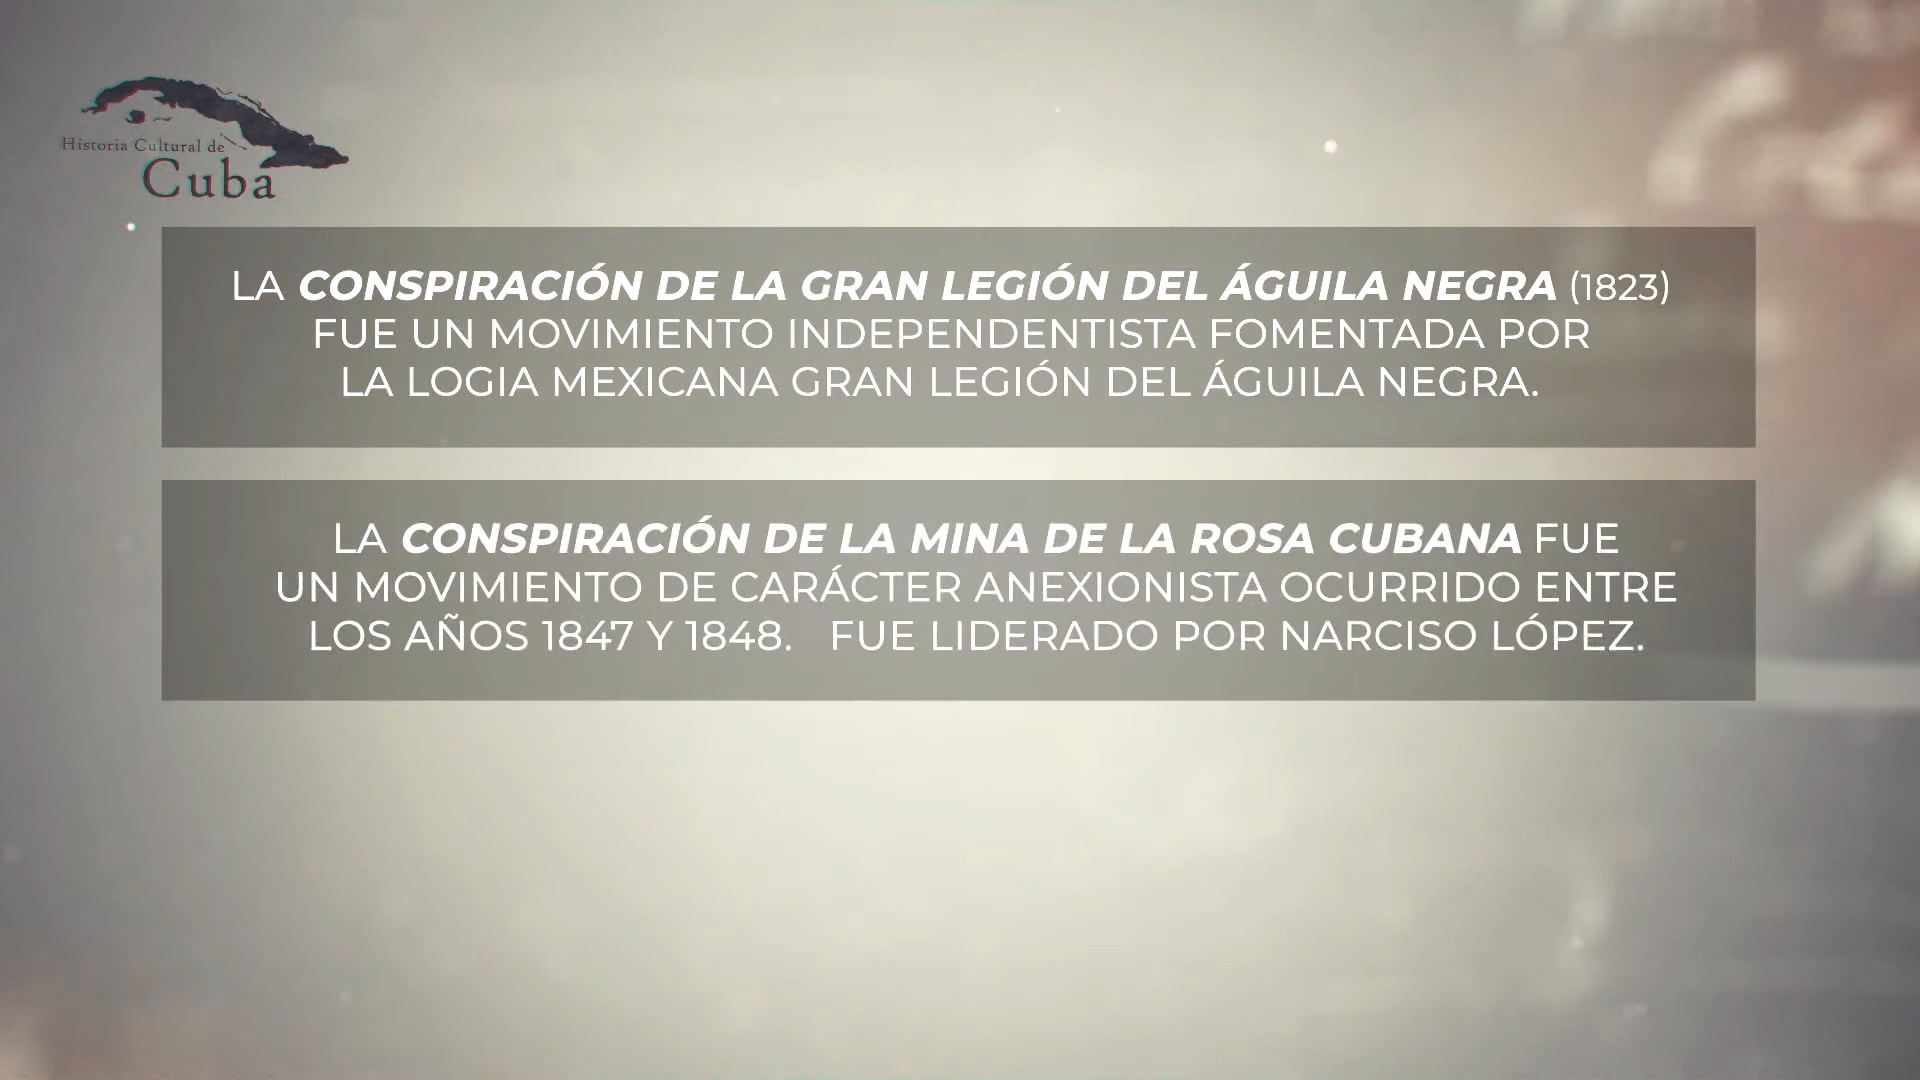 Historia Cultural de
Cuba
LA CONSPIRACIÓN DE LA GRAN LEGIÓN DEL ÁGUILA NEGRA (1823)
FUE UN MOVIMIENTO INDEPENDENTISTA FOMENTADA POR
LA LOGIA MEXICANA GRAN LEGIÓN DEL ÁGUILA NEGRA.
LA CONSPIRACIÓN DE LA MINA DE LA ROSA CUBANA FUE
UN MOVIMIENTO DE CARÁCTER ANEXIONISTA OCURRIDO ENTRE
LOS AÑOS 1847 Y 1848. FUE LIDERADO POR NARCISO LÓPEZ.